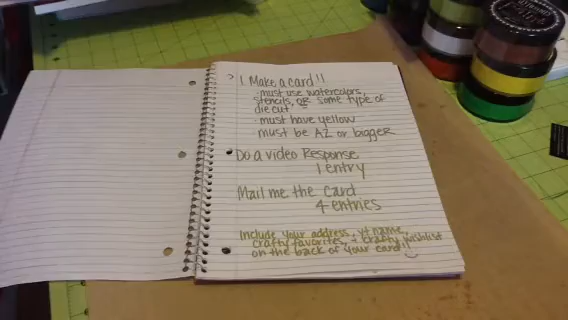 1 Make a card!!
· must use watercolors,
stencils, or some type of
die cut.
· must have yellow
must be A2 or bigger
Do a video Response
1 entry
Mail me the Card
4 entries
Include your address, yt name,
crafty favorites, + crafty wishlist
on the back of your card!